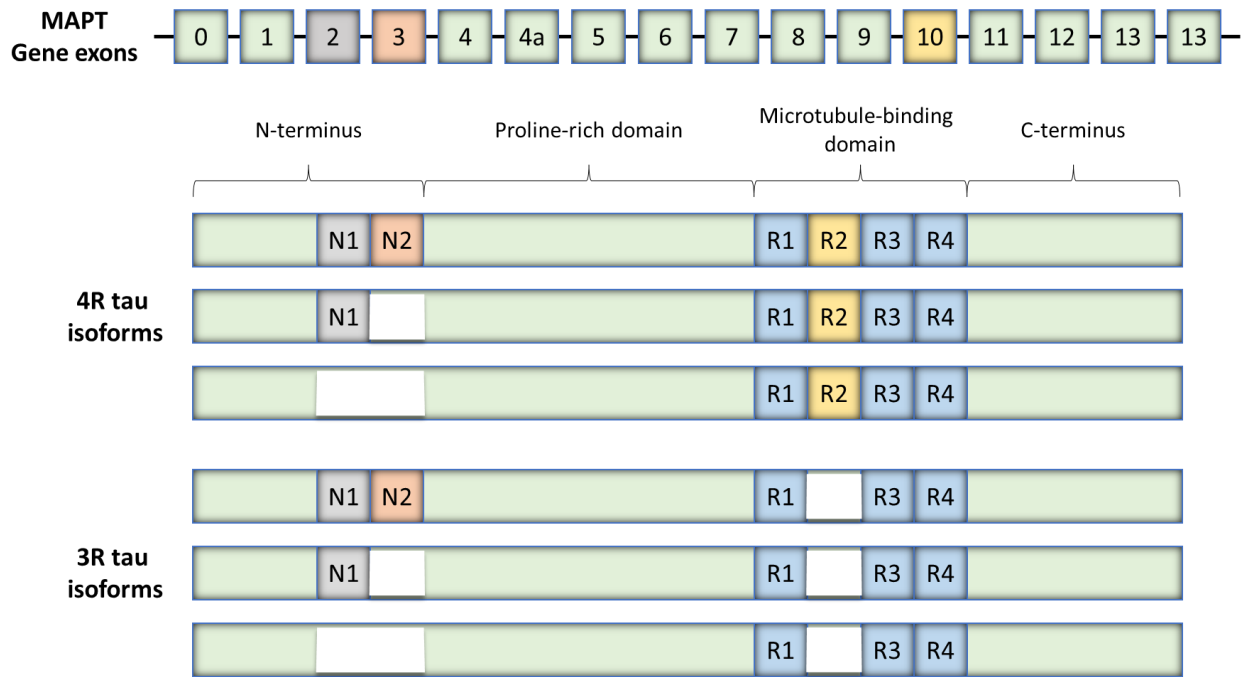 MAPT
Gene exons
0 1 2 3 4 4a 5 6 7 8 9 10 11 12 13 13
N-terminus
Proline-rich domain
Microtubule-binding
domain
C-terminus
N1 N2 R1 R2 R3 R4
4R tau
isoforms
N1 R1 R2 R3 R4
R1 R2 R3 R4
N1 N2 R1 R3 R4
3R tau
isoforms
N1 R1 R3 R4
R1 R3 R4